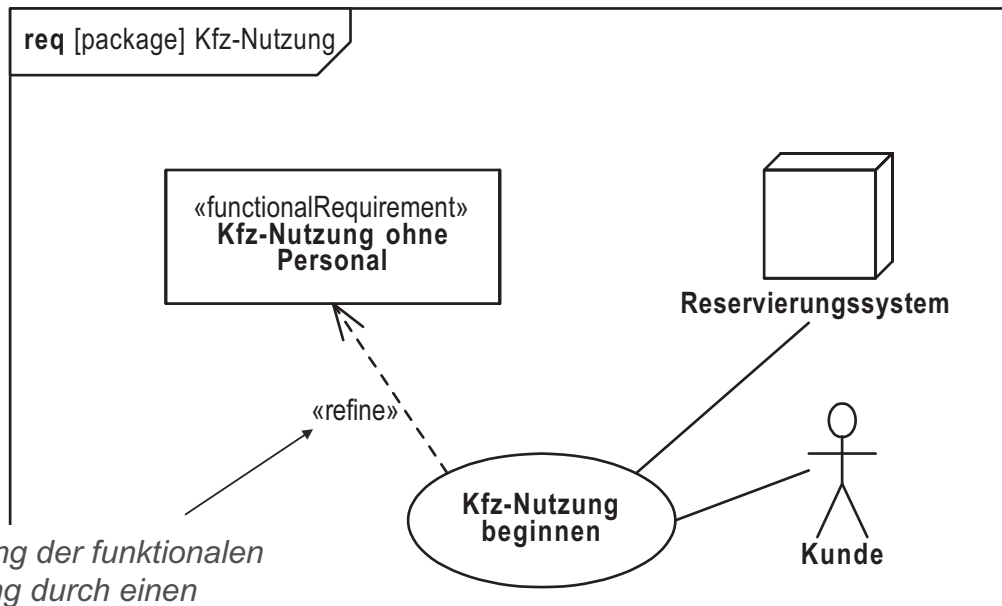 req [package] Kfz-Nutzung
«functionalRequirement»
Kfz-Nutzung ohne
Personal
Reservierungssystem
«refine»
Kfz-Nutzung
beginnen
Kunde
ng der funktionalen
ng durch einen